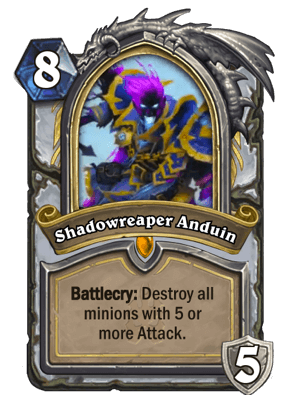 8
Shadowreaper Anduin
Battlecry: Destroy all
minions with 5 or
more Attack.
5